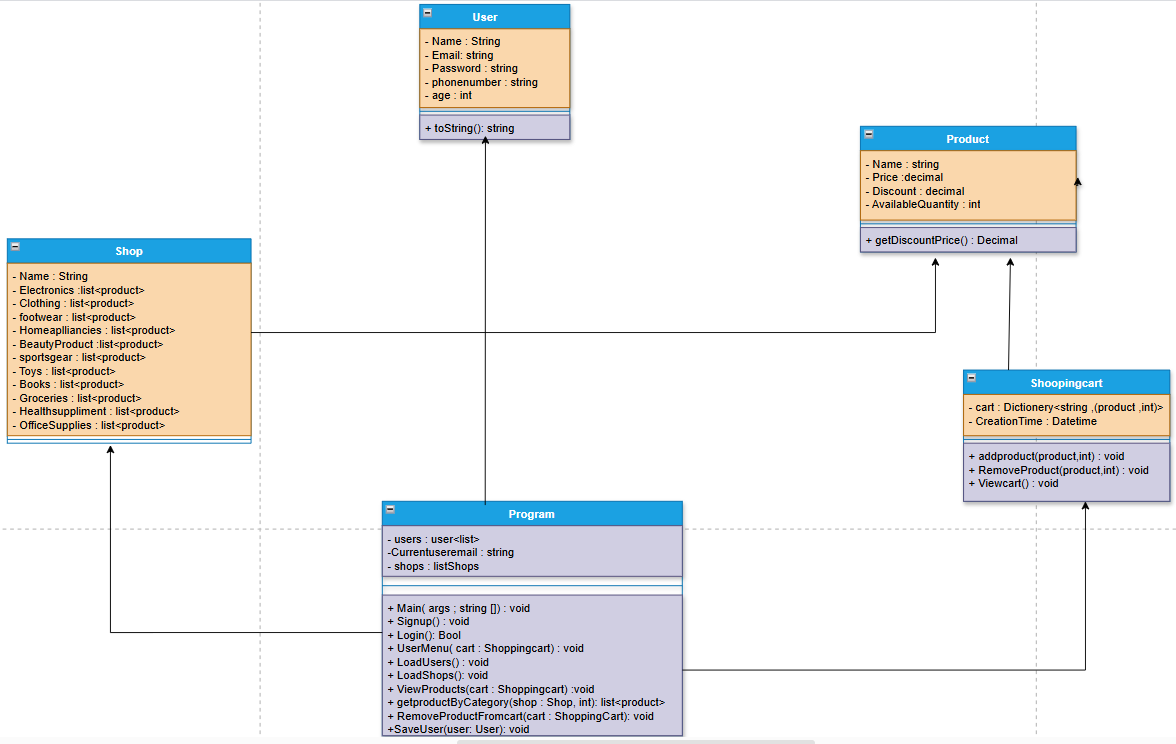 User
- Name : String
- Email: string
- Password : string
- phonenumber : string
- age : int
+ toString(): string
Product
- Name : string
- Price :decimal
- Discount : decimal
- AvailableQuantity : int
+ getDiscountPrice() : Decimal
Shop
- Name : String
- Electronics :list<product>
- Clothing : list<product>
- footwear : list<product>
- Homeaplliancies : list<product>
- BeautyProduct :list<product>
- sportsgear : list<product>
- Toys : list<product>
- Books : list<product>
- Groceries : list<product>
- Healthsuppliment : list<product>
- OfficeSupplies : list<product>
Shoopingcart
- cart : Dictionery<string ,(product ,int)>
- CreationTime : Datetime
+ addproduct(product,int) : void
+ RemoveProduct(product,int) : void
+ Viewcart() : void
Program
- users : user<list>
-Currentuseremail : string
- shops : listShops
+ Main( args ; string []) : void
+ Signup() : void
+ Login(): Bool
+ UserMenu( cart : Shoppingcart) : void
+ LoadUsers() : void
+ LoadShops(): void
+ ViewProducts(cart : Shoppingcart) :void
+ getproductByCategory(shop : Shop, int): list<product>
+ RemoveProductFromcart(cart : ShoppingCart): void
+SaveUser(user: User): void